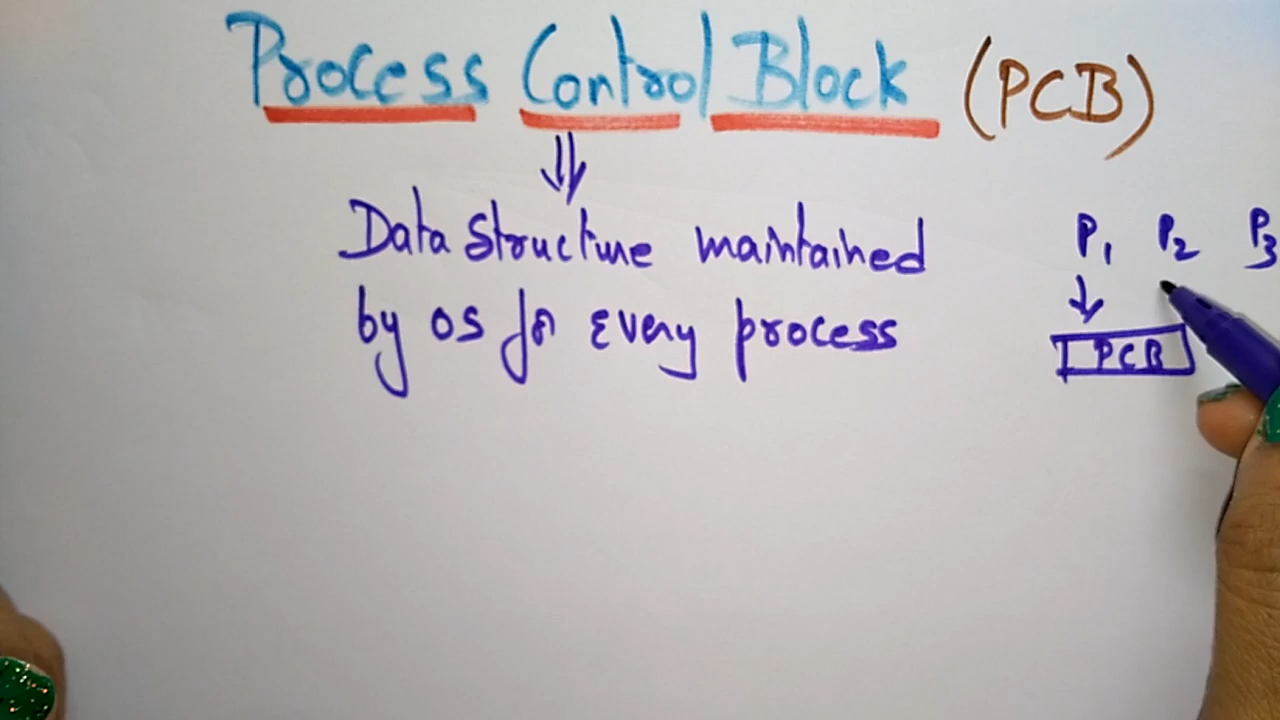 Process Control Block (PCB)
Data structure maintained
by OS for Every process
P1 P2 P3
PCB